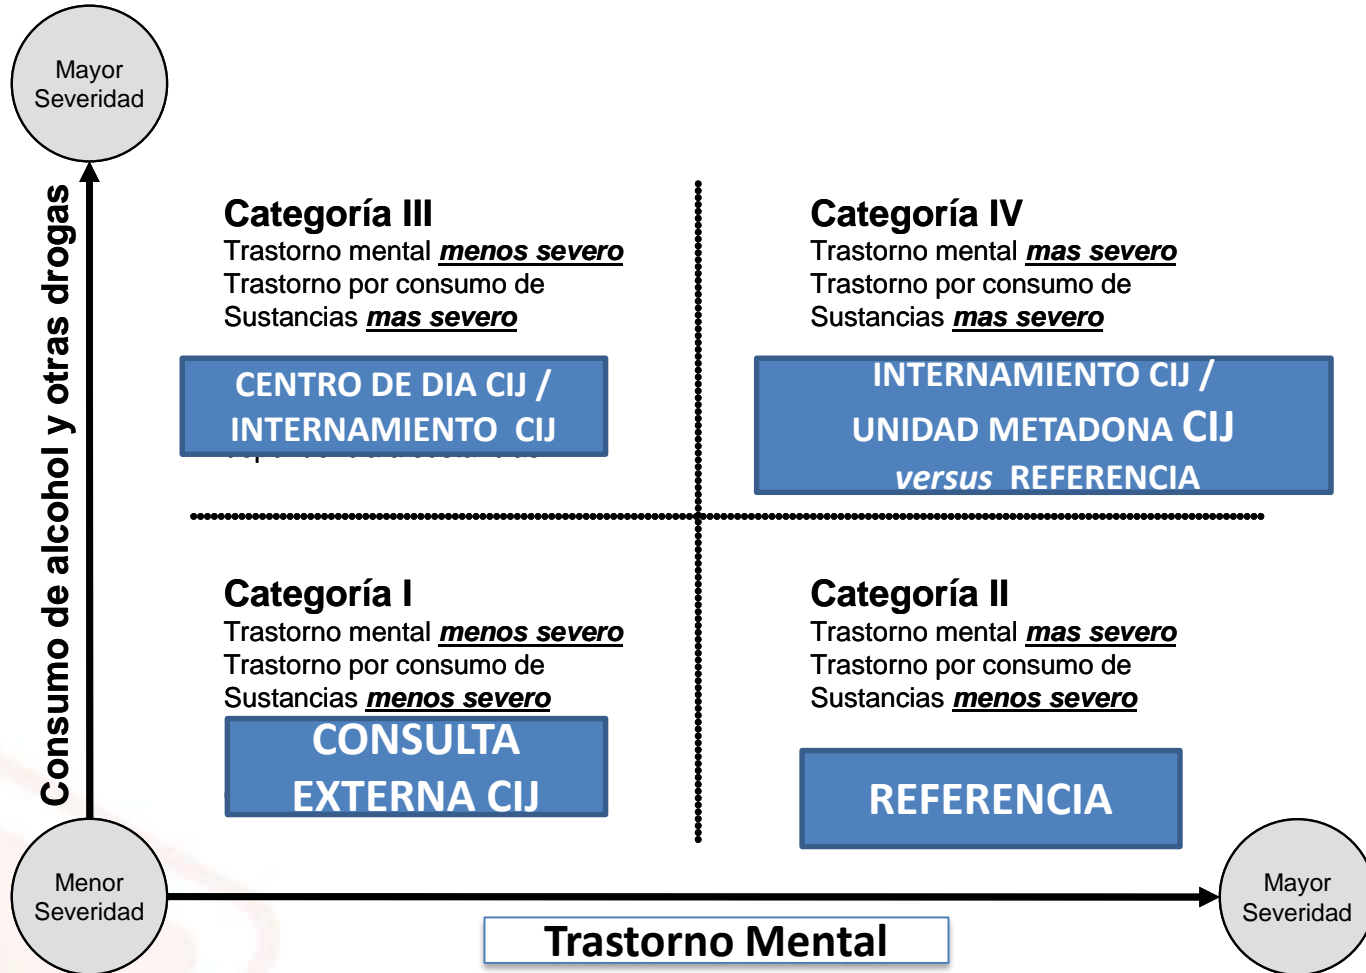 Mayor
Severidad
Consumo de alcohol y otras drogas
Categoría III
Trastorno mental menos severo
Trastorno por consumo de
Sustancias mas severo
CENTRO DE DIA CIJ /
INTERNAMIENTO CIJ
Categoría IV
Trastorno mental mas severo
Trastorno por consumo de
Sustancias mas severo
INTERNAMIENTO CIJ /
UNIDAD METADONA CIJ
versus REFERENCIA
Categoría I
Trastorno mental menos severo
Trastorno por consumo de
Sustancias menos severo
CONSULTA
EXTERNA CIJ
Categoría II
Trastorno mental mas severo
Trastorno por consumo de
Sustancias menos severo
REFERENCIA
Menor
Severidad
Mayor
Severidad
Trastorno Mental